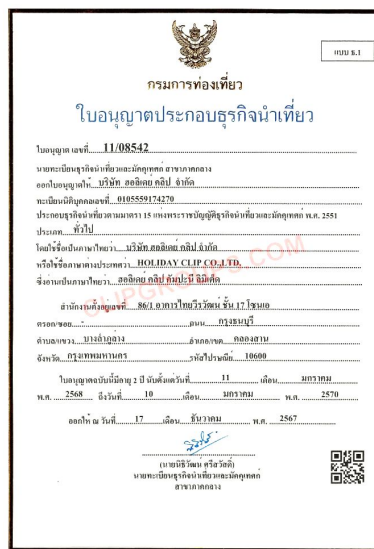 แบบ ธ.1
กรมการท่องเที่ยว
ใบอนุญาตประกอบธุรกิจนำเที่ยว
ใบอนุญาต เลขที่ 11/08542
นายทะเบียนธุรกิจนำเที่ยวและมัคคุเทศก์ สาขาภาคกลาง
ออกใบอนุญาตให้ บริษัท ฮอลิเดย์ คลิป จำกัด
ทะเบียนนิติบุคคลเลขที่ 0105559174270
ประกอบธุรกิจนำเที่ยวตามมาตรา 15 แห่งพระราชบัญญัติธุรกิจนำเที่ยวและมัคคุเทศก์ พ.ศ. 2551
ประเภท ทั่วไป
โดยใช้ชื่อเป็นภาษาไทยว่า บริษัท ฮอลิเดย์ คลิป จำกัด
หรือใช้ชื่อภาษาต่างประเทศว่า HOLIDAY CLIP CO.,LTD.
ซึ่งอ่านเป็นภาษาไทยว่า ฮอลิเดย์ คลิป คัมปะนี ลิมิเต็ด
CLIPGROUPS.COM
สำนักงานตั้งอยู่เลขที่ 86/1 อาคารไทยวีรวัฒน์ ชั้น 17 โซนเอ
ตรอก/ซอย - ถนน กรุงธนบุรี
ตำบล/แขวง บางลำภูล่าง อำเภอ/เขต คลองสาน
จังหวัด กรุงเทพมหานคร รหัสไปรษณีย์ 10600
ใบอนุญาตฉบับนี้มีอายุ 2 ปี นับตั้งแต่วันที่ 11 เดือน มกราคม
พ.ศ. 2568 ถึงวันที่ 10 เดือน มกราคม พ.ศ. 2570
ออกให้ ณ วันที่ 17 เดือน ธันวาคม พ.ศ. 2567
(นายนิธิวัฒน์ ศรีสวัสดิ์)
นายทะเบียนธุรกิจนำเที่ยวและมัคคุเทศก์
สาขาภาคกลาง